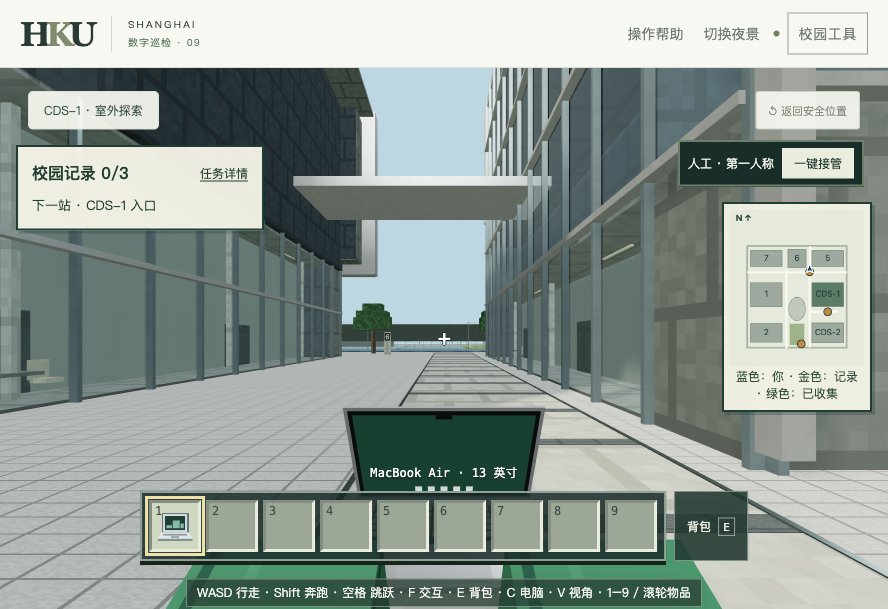 HKU
SHANGHAI
数字巡检 · 09
操作帮助
切换夜景
校园工具
CDS-1 · 室外探索
返回安全位置
校园记录 0/3
任务详情
下一站 · CDS-1 入口
人工 · 第一人称
一键接管
N↑
7
6
5
1
CDS-1
2
CDS-2
蓝色：你 · 金色：记录
· 绿色：已收集
6
MacBook Air · 13 英寸
1
2
3
4
5
6
7
8
9
背包 E
WASD 行走 · Shift 奔跑 · 空格 跳跃 · F 交互 · E 背包 · C 电脑 · V 视角 · 1–9 / 滚轮物品